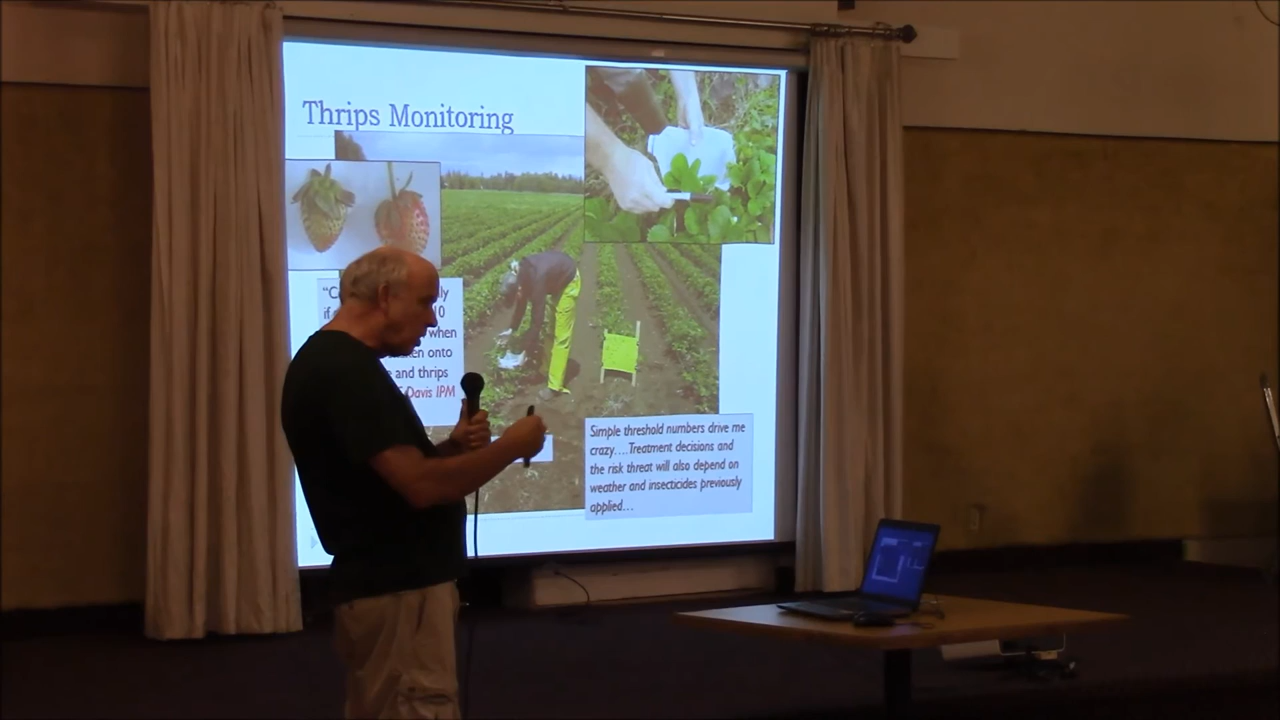 Thrips Monitoring
"C ly
if 10
when
en onto
e and thrips
Davis IPM
Simple threshold numbers drive me
crazy....Treatment decisions and
the risk threat will also depend on
weather and insecticides previously
applied...